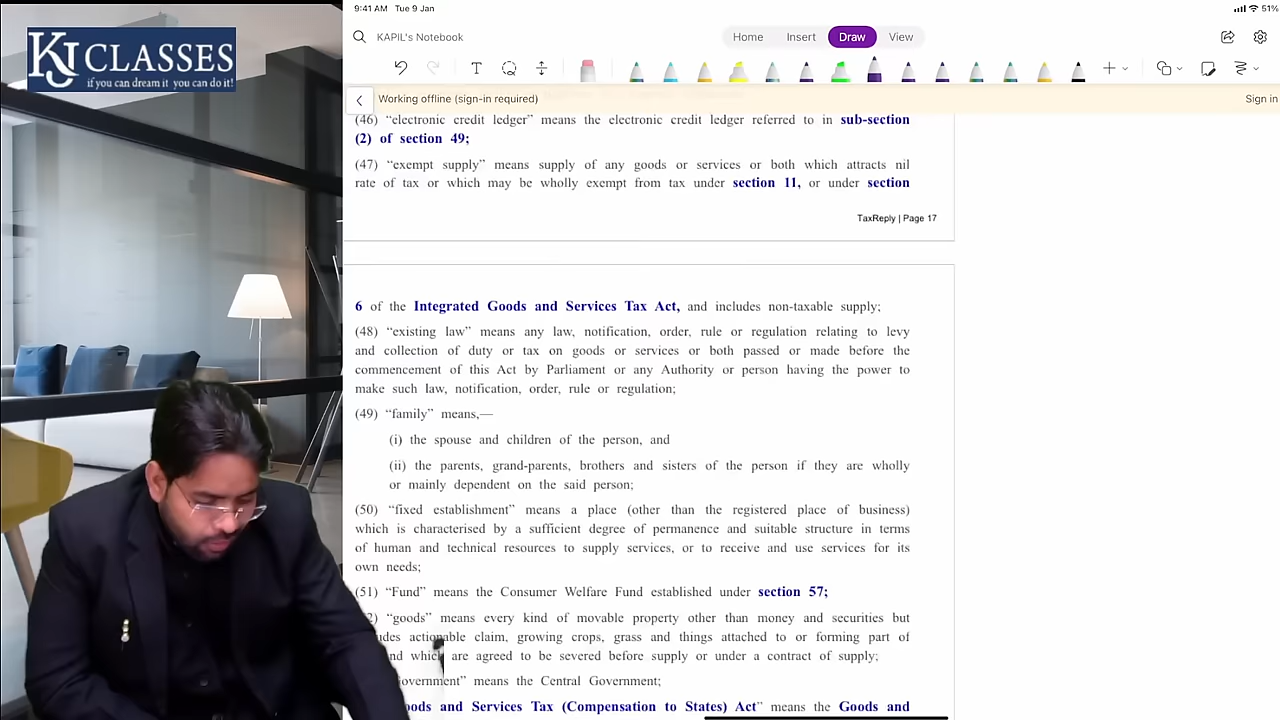 KJ CLASSES
if you can dream it you can do it!
9:41 AM Tue 9 Jan
51%
KAPIL's Notebook
Home Insert Draw View
Working offline (sign-in required)
Sign in
(46) “electronic credit ledger” means the electronic credit ledger referred to in sub-section
(2) of section 49;
(47) “exempt supply” means supply of any goods or services or both which attracts nil
rate of tax or which may be wholly exempt from tax under section 11, or under section
TaxReply | Page 17
6 of the Integrated Goods and Services Tax Act, and includes non-taxable supply;
(48) “existing law” means any law, notification, order, rule or regulation relating to levy
and collection of duty or tax on goods or services or both passed or made before the
commencement of this Act by Parliament or any Authority or person having the power to
make such law, notification, order, rule or regulation;
(49) “family” means,—
(i) the spouse and children of the person, and
(ii) the parents, grand-parents, brothers and sisters of the person if they are wholly
or mainly dependent on the said person;
(50) “fixed establishment” means a place (other than the registered place of business)
which is characterised by a sufficient degree of permanence and suitable structure in terms
of human and technical resources to supply services, or to receive and use services for its
own needs;
(51) “Fund” means the Consumer Welfare Fund established under section 57;
2) “goods” means every kind of movable property other than money and securities but
udes actionable claim, growing crops, grass and things attached to or forming part of
nd which are agreed to be severed before supply or under a contract of supply;
overnment” means the Central Government;
oods and Services Tax (Compensation to States) Act” means the Goods and